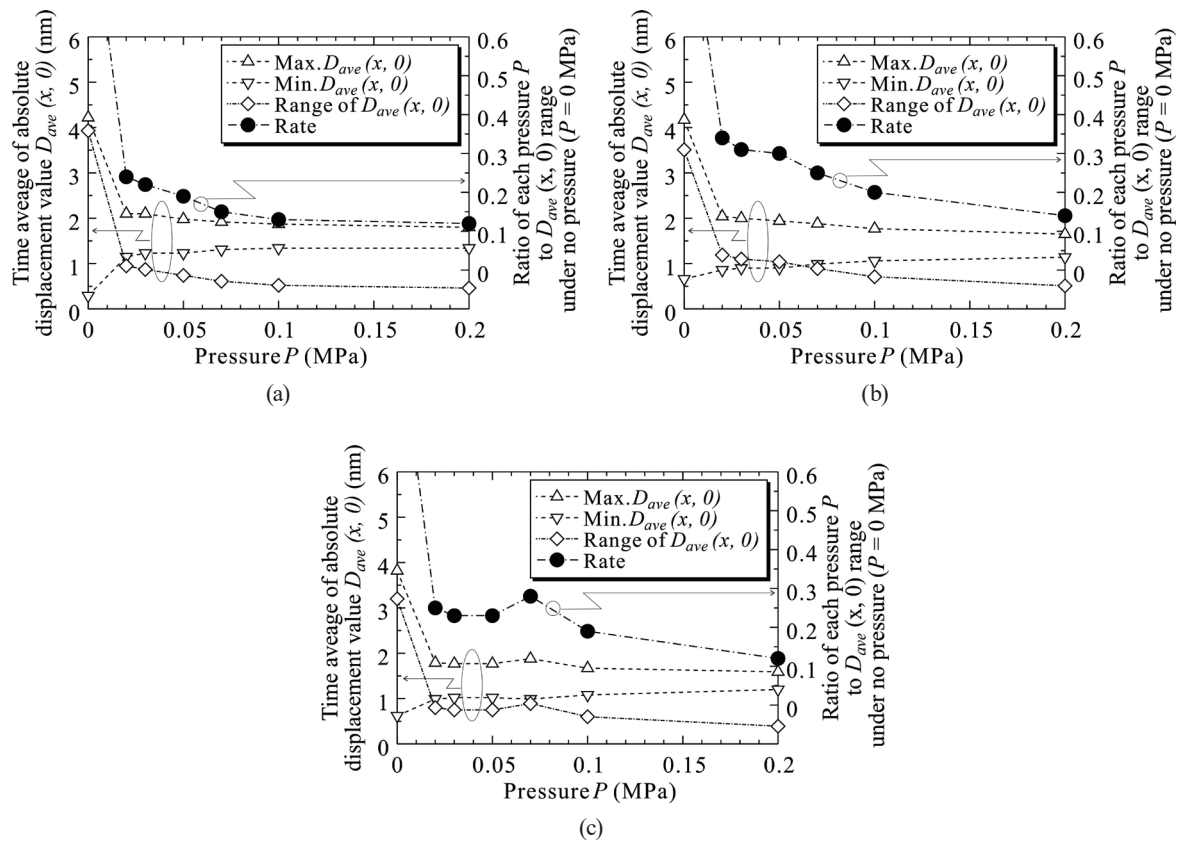 Time aveage of absolute
displacement value D_ave (x, 0) (nm)
6
5
4
3
2
1
0
Max. D_ave (x, 0)
Min. D_ave (x, 0)
Range of D_ave (x, 0)
Rate
0.6
0.5
0.4
0.3
0.2
0.1
0
Ratio of each pressure P
to D_ave (x, 0) range
under no pressure (P = 0 MPa)
0 0.05 0.1 0.15 0.2
Pressure P (MPa)
(a)
Time aveage of absolute
displacement value D_ave (x, 0) (nm)
6
5
4
3
2
1
0
Max. D_ave (x, 0)
Min. D_ave (x, 0)
Range of D_ave (x, 0)
Rate
0.6
0.5
0.4
0.3
0.2
0.1
0
Ratio of each pressure P
to D_ave (x, 0) range
under no pressure (P = 0 MPa)
0 0.05 0.1 0.15 0.2
Pressure P (MPa)
(b)
Time aveage of absolute
displacement value D_ave (x, 0) (nm)
6
5
4
3
2
1
0
Max. D_ave (x, 0)
Min. D_ave (x, 0)
Range of D_ave (x, 0)
Rate
0.6
0.5
0.4
0.3
0.2
0.1
0
Ratio of each pressure P
to D_ave (x, 0) range
under no pressure (P = 0 MPa)
0 0.05 0.1 0.15 0.2
Pressure P (MPa)
(c)